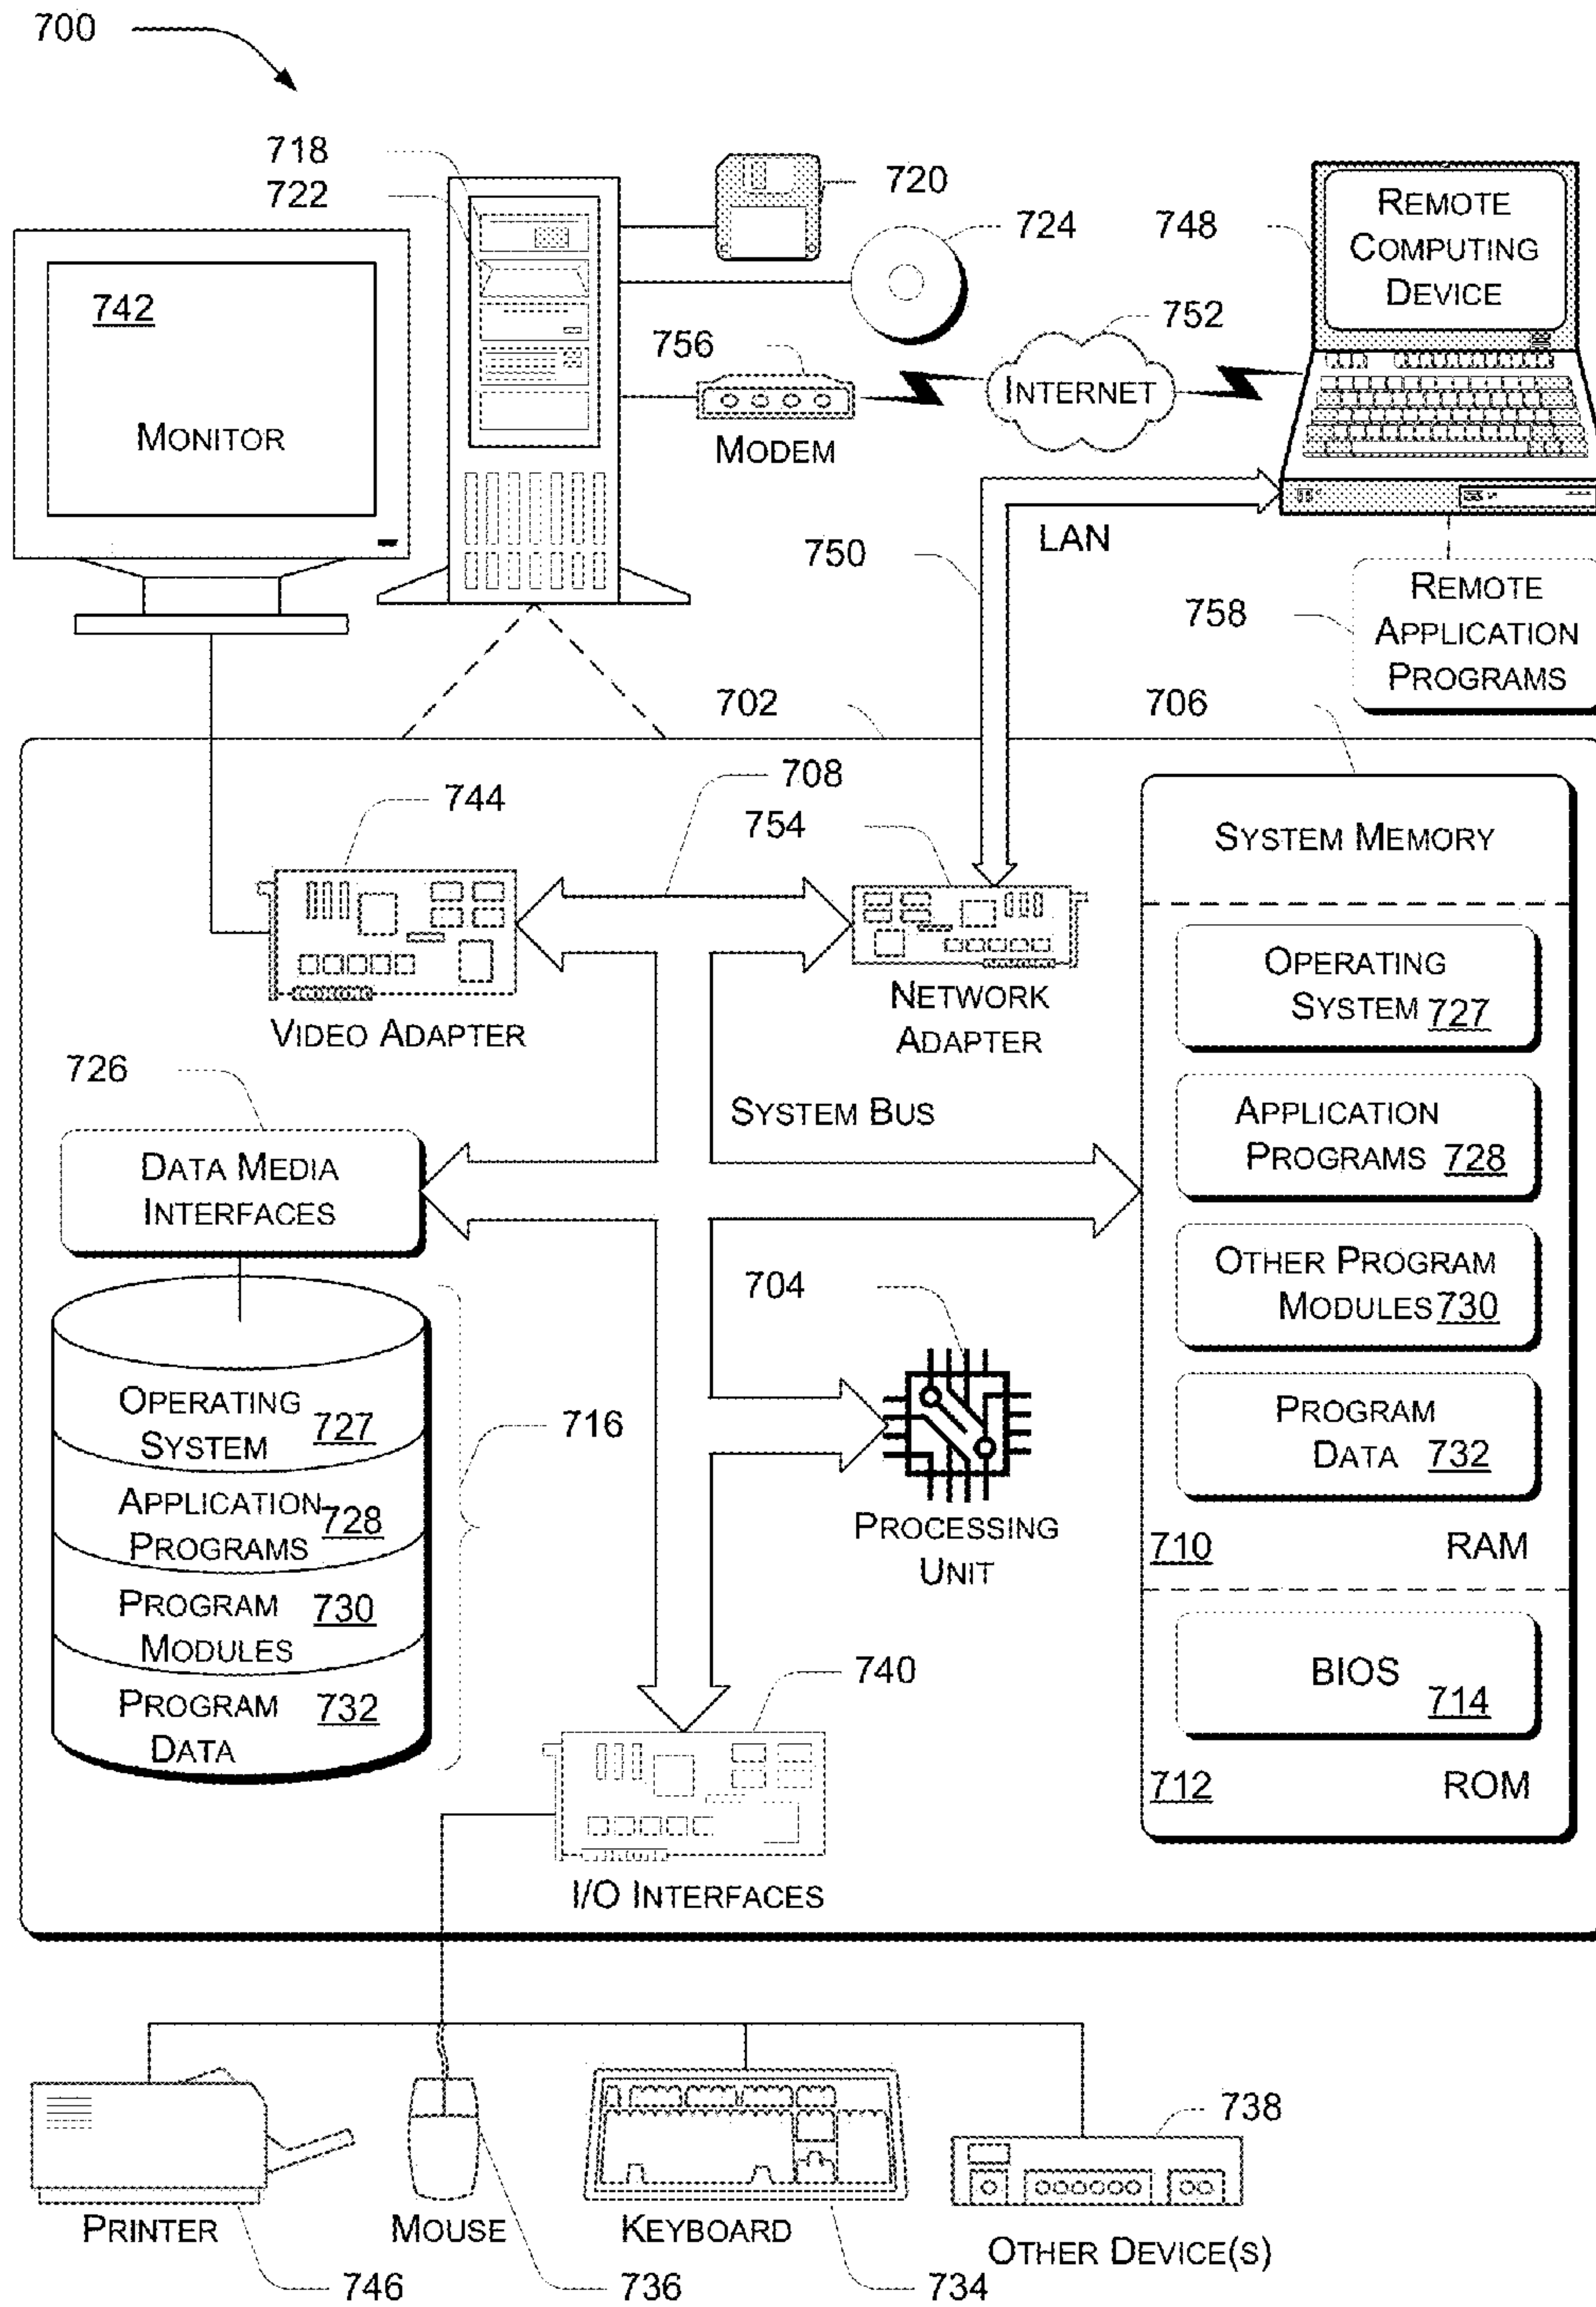 700
718
722
720
724
748
REMOTE
COMPUTING
DEVICE
742
MONITOR
756
MODEM
752
INTERNET
750
LAN
758
REMOTE
APPLICATION
PROGRAMS
702
706
708
744
754
VIDEO ADAPTER
NETWORK
ADAPTER
SYSTEM MEMORY
OPERATING
SYSTEM 727
APPLICATION
PROGRAMS 728
OTHER PROGRAM
MODULES 730
PROGRAM
DATA 732
710 RAM
BIOS
714
712 ROM
726
SYSTEM BUS
DATA MEDIA
INTERFACES
704
PROCESSING
UNIT
OPERATING
SYSTEM 727
APPLICATION
PROGRAMS 728
PROGRAM
MODULES 730
PROGRAM
DATA 732
716
740
I/O INTERFACES
PRINTER
746
MOUSE
736
KEYBOARD
734
738
OTHER DEVICE(S)